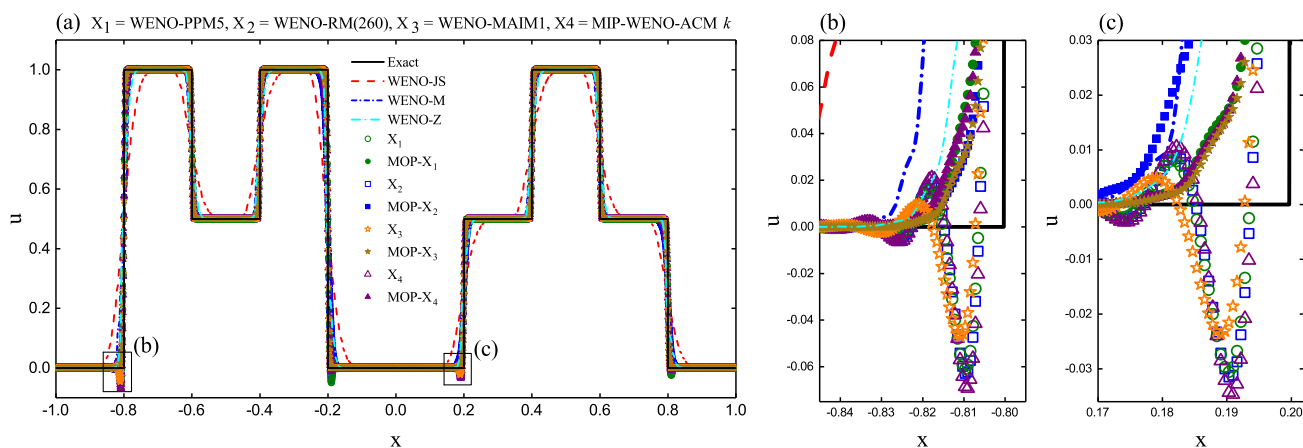 (a) X1 = WENO-PPM5, X2 = WENO-RM(260), X3 = WENO-MAIM1, X4 = MIP-WENO-ACM k
u
1.0
0.8
0.6
0.4
0.2
0.0
Exact
WENO-JS
WENO-M
WENO-Z
X1
MOP-X1
X2
MOP-X2
X3
MOP-X3
X4
MOP-X4
(b)
(c)
-1.0 -0.8 -0.6 -0.4 -0.2 0.0 0.2 0.4 0.6 0.8 1.0
x
(b)
u
0.08
0.06
0.04
0.02
0.00
-0.02
-0.04
-0.06
-0.84 -0.83 -0.82 -0.81 -0.80
x
(c)
u
0.03
0.02
0.01
0.00
-0.01
-0.02
-0.03
0.17 0.18 0.19 0.20
x